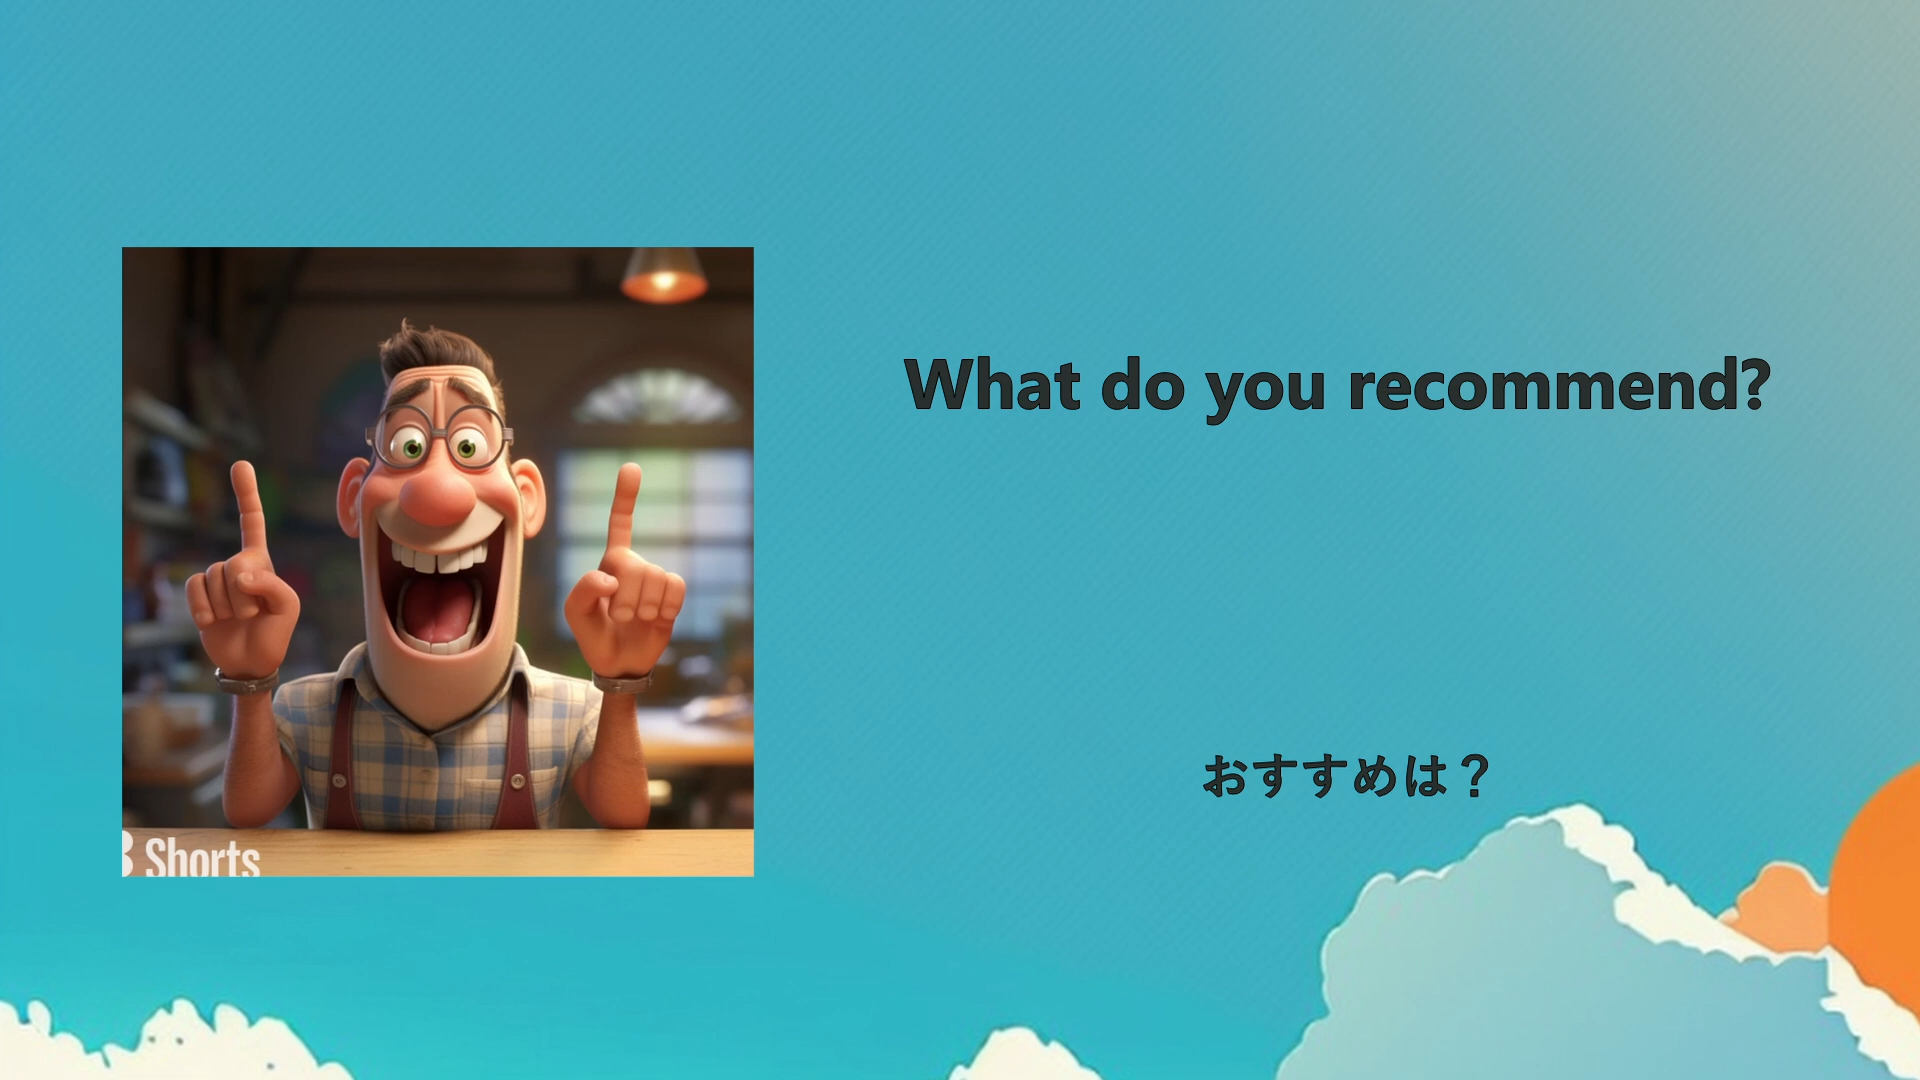 What do you recommend?
おすすめは？
Shorts